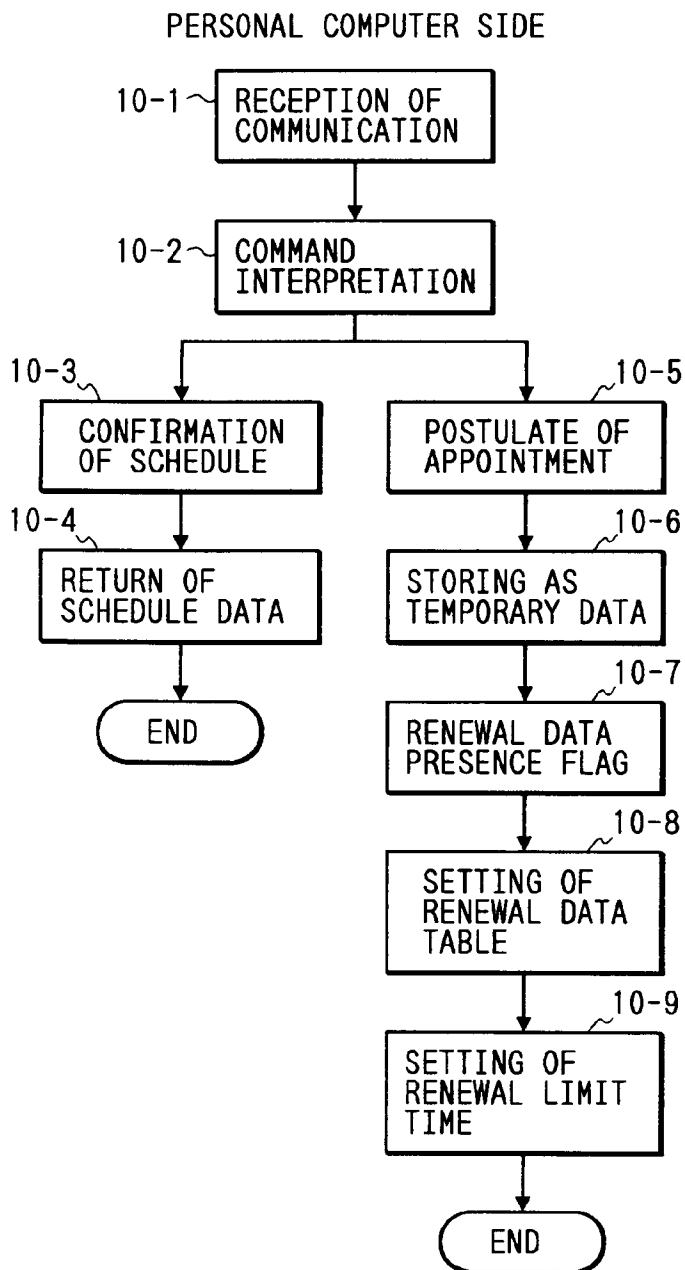 PERSONAL COMPUTER SIDE
10-1
RECEPTION OF
COMMUNICATION
10-2
COMMAND
INTERPRETATION
10-3
CONFIRMATION
OF SCHEDULE
10-4
RETURN OF
SCHEDULE DATA
END
10-5
POSTULATE OF
APPOINTMENT
10-6
STORING AS
TEMPORARY DATA
10-7
RENEWAL DATA
PRESENCE FLAG
10-8
SETTING OF
RENEWAL DATA
TABLE
10-9
SETTING OF
RENEWAL LIMIT
TIME
END